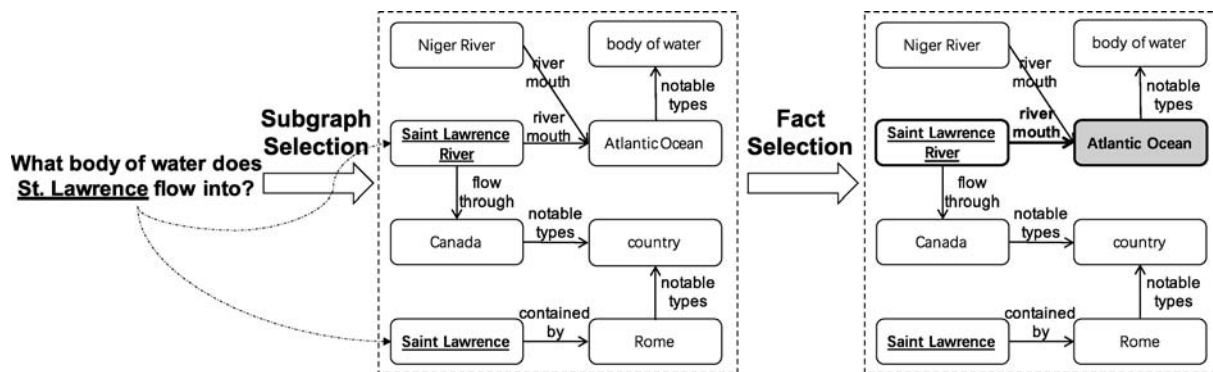 What body of water does
St. Lawrence flow into?
Subgraph
Selection
Niger River
body of water
river
mouth
notable
types
Saint Lawrence
River
river
mouth
Atlantic Ocean
flow
through
Canada
notable
types
country
notable
types
Saint Lawrence
contained
by
Rome
Fact
Selection
Niger River
body of water
river
mouth
notable
types
Saint Lawrence
River
river
mouth
Atlantic Ocean
flow
through
Canada
notable
types
country
notable
types
Saint Lawrence
contained
by
Rome